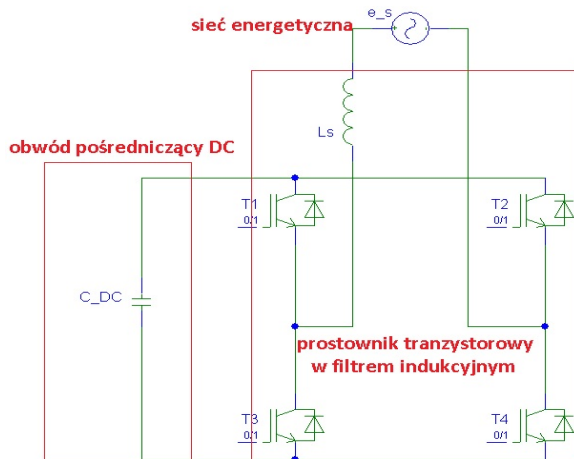 sieć energetyczna
e_s
Ls
obwód pośredniczący DC
T1
0/1
T2
0/1
C_DC
prostownik tranzystorowy
w filtrem indukcyjnym
T3
0/1
T4
0/1